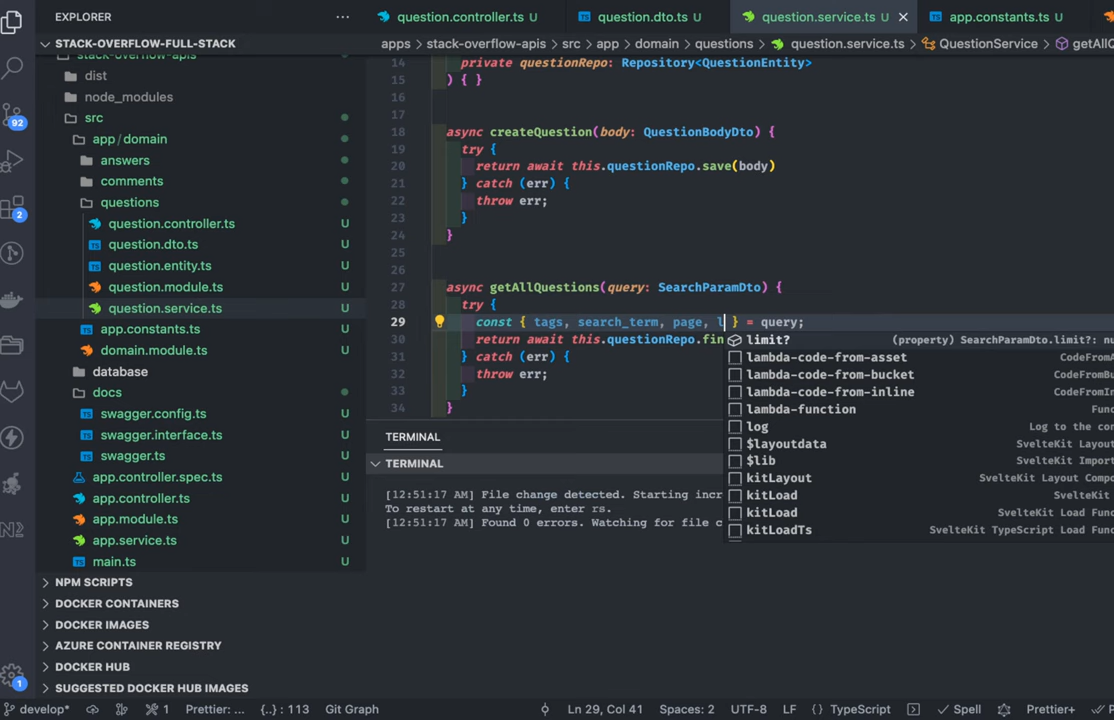 EXPLORER
STACK-OVERFLOW-FULL-STACK
stack-overflow-apis
dist
node_modules
src
app/domain
answers
comments
questions
question.controller.ts U
question.dto.ts U
question.entity.ts U
question.module.ts U
question.service.ts U
app.constants.ts U
domain.module.ts U
database
docs
swagger.config.ts U
swagger.interface.ts U
swagger.ts U
app.controller.spec.ts U
app.controller.ts U
app.module.ts U
app.service.ts U
main.ts U
NPM SCRIPTS
DOCKER CONTAINERS
DOCKER IMAGES
AZURE CONTAINER REGISTRY
DOCKER HUB
SUGGESTED DOCKER HUB IMAGES
92
2
1
question.controller.ts U
TS question.dto.ts U
question.service.ts U
TS app.constants.ts U
apps > stack-overflow-apis > src > app > domain > questions > question.service.ts > QuestionService >
14 private questionRepo: Repository<QuestionEntity>
15 ) { }
16
17
18 async createQuestion(body: QuestionBodyDto) {
19 try {
20 return await this.questionRepo.save(body)
21 } catch (err) {
22 throw err;
23 }
24 }
25
26
27 async getAllQuestions(query: SearchParamDto) {
28 try {
29 const { tags, search_term, page, l } = query;
30 return await this.questionRepo.fin
31 } catch (err) {
32 throw err;
33 }
34 }
limit? (property) SearchParamDto.limit?:
lambda-code-from-asset
lambda-code-from-bucket
lambda-code-from-inline
lambda-function
log Log to the
$layoutdata SvelteKit
$lib SvelteKit
kitLayout SvelteKit Layout
kitLoad SvelteKit
kitLoad SvelteKit Load
kitLoadTs SvelteKit TypeScript Load
TERMINAL
TERMINAL
[12:51:17 AM] File change detected. Starting
To restart at any time, enter rs.
[12:51:17 AM] Found 0 errors. Watching for file
develop* 1 Prettier: ... {..} : 113 Git Graph Ln 29, Col 41 Spaces: 2 UTF-8 LF { } TypeScript Spell Prettier+